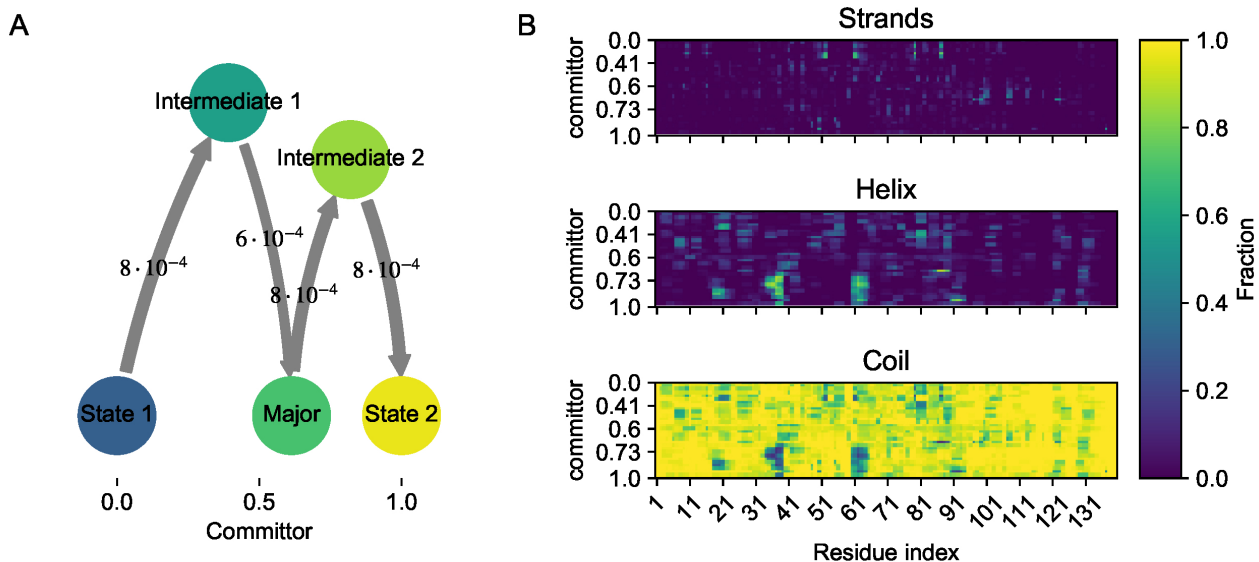 A
Intermediate 1
Intermediate 2
8·10⁻⁴
6·10⁻⁴
8·10⁻⁴
8·10⁻⁴
State 1
Major
State 2
0.0
0.5
1.0
Committor
B
Strands
committor
0.0
0.41
0.6
0.73
1.0
Helix
committor
0.0
0.41
0.73
1.0
Coil
committor
0.0
0.41
0.6
0.73
1.0
1
11
21
31
41
51
61
71
81
91
101
111
121
131
Residue index
1.0
0.8
0.6
0.4
0.2
0.0
Fraction